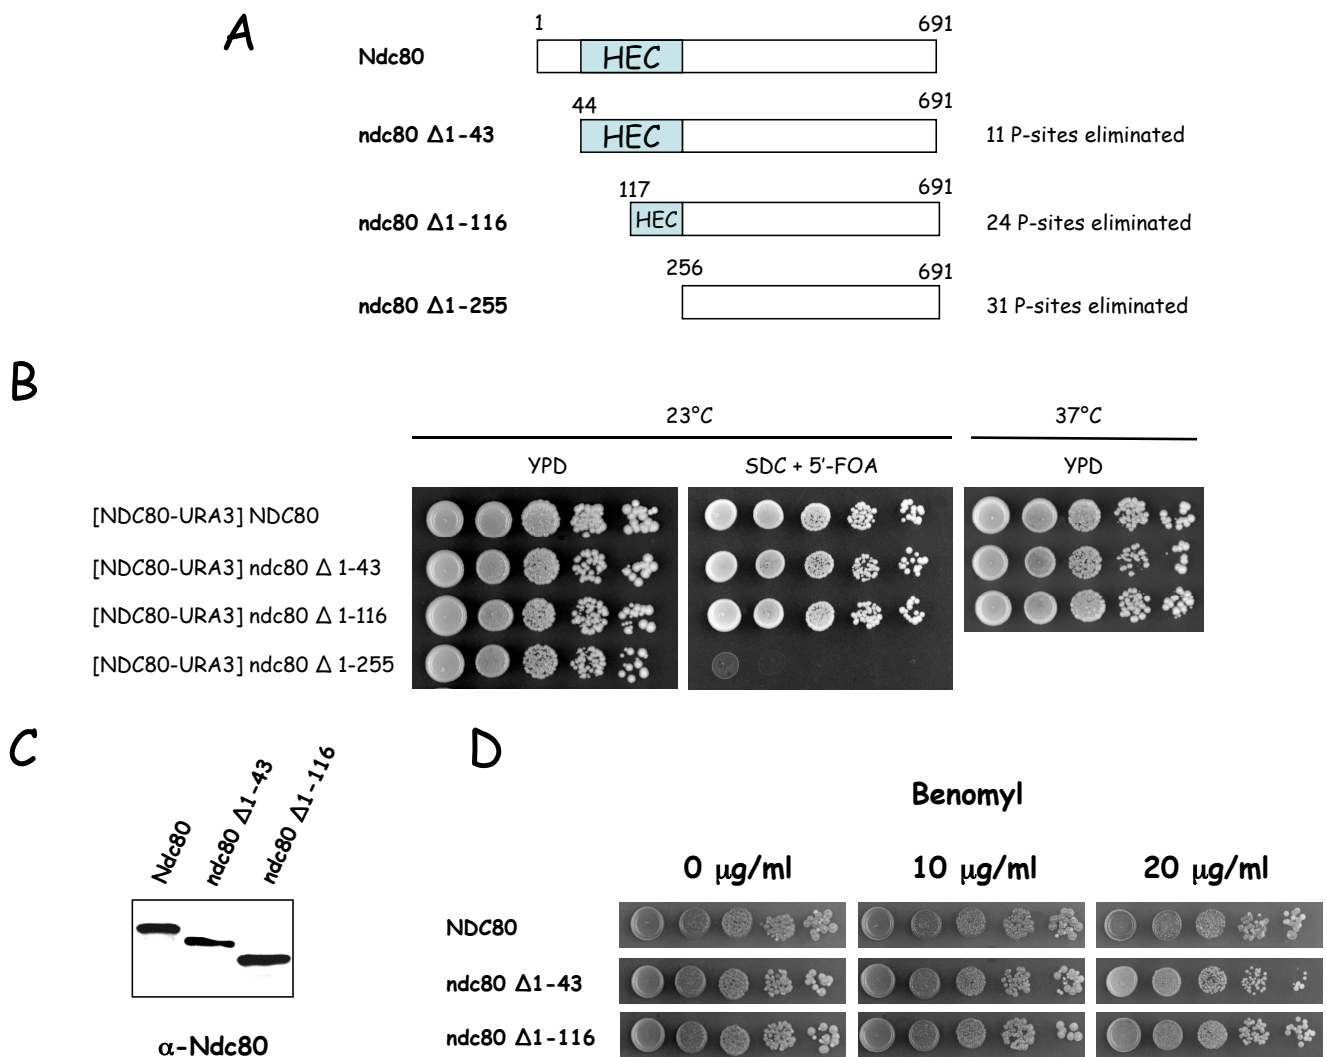 A
1 691
Ndc80 HEC
44 691
ndc80 Δ1-43 HEC 11 P-sites eliminated
117 691
ndc80 Δ1-116 HEC 24 P-sites eliminated
256 691
ndc80 Δ1-255 31 P-sites eliminated
B
23°C 37°C
YPD SDC + 5'-FOA YPD
[NDC80-URA3] NDC80
[NDC80-URA3] ndc80 Δ 1-43
[NDC80-URA3] ndc80 Δ 1-116
[NDC80-URA3] ndc80 Δ 1-255
C
Ndc80
ndc80 Δ1-43
ndc80 Δ1-116
α-Ndc80
D
Benomyl
0 μg/ml 10 μg/ml 20 μg/ml
NDC80
ndc80 Δ1-43
ndc80 Δ1-116